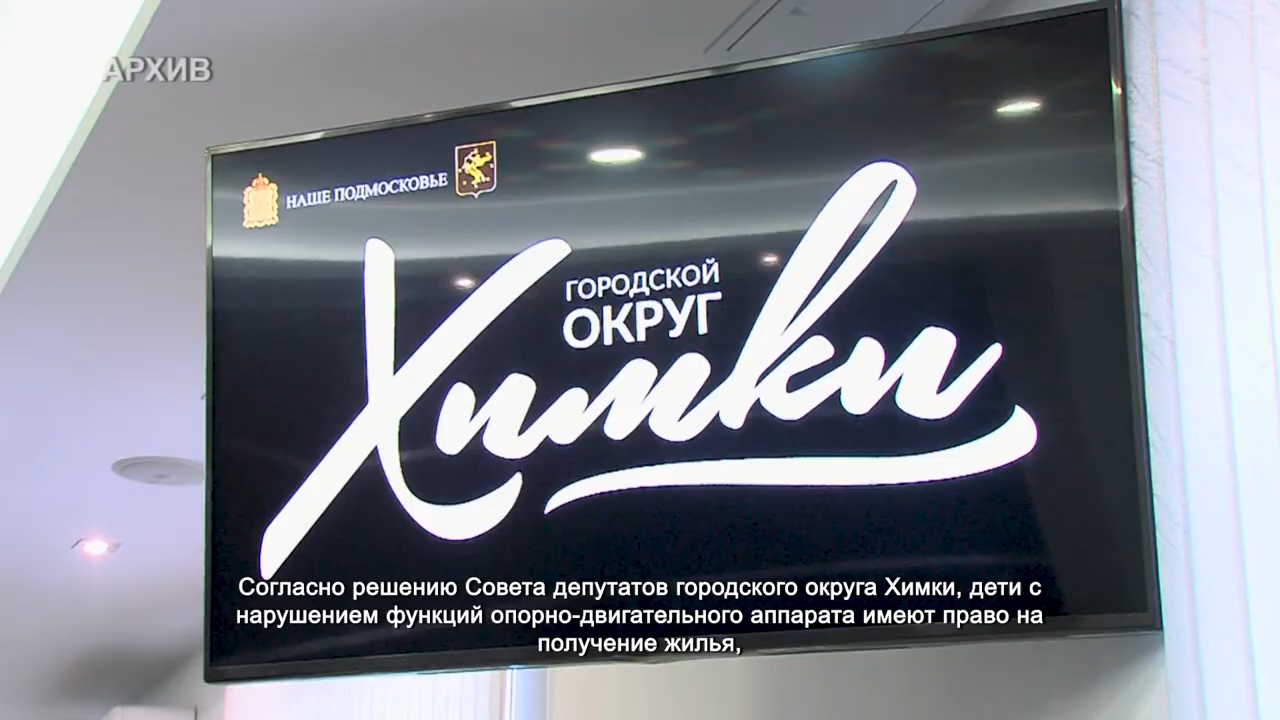 АРХИВ
НАШЕ ПОДМОСКОВЬЕ
ГОРОДСКОЙ
ОКРУГ
Химки
Согласно решению Совета депутатов городского округа Химки, дети с
нарушением функций опорно-двигательного аппарата имеют право на
получение жилья,